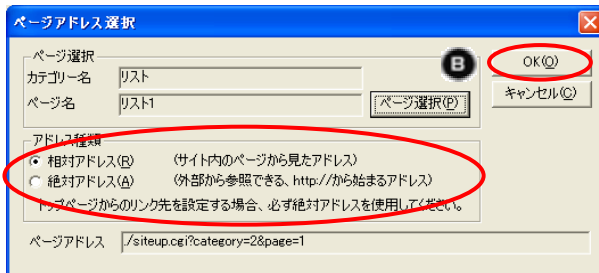 ページアドレス選択
ページ選択
B
OK(O)
カテゴリー名 リスト
キャンセル(C)
ページ名 リスト1 ページ選択(P)
アドレス種類
相対アドレス(R) (サイト内のページから見たアドレス)
絶対アドレス(A) (外部から参照できる、http://から始まるアドレス)
トップページからのリンク先を設定する場合、必ず絶対アドレスを使用してください。
ページアドレス ./siteup.cgi?category=2&page=1